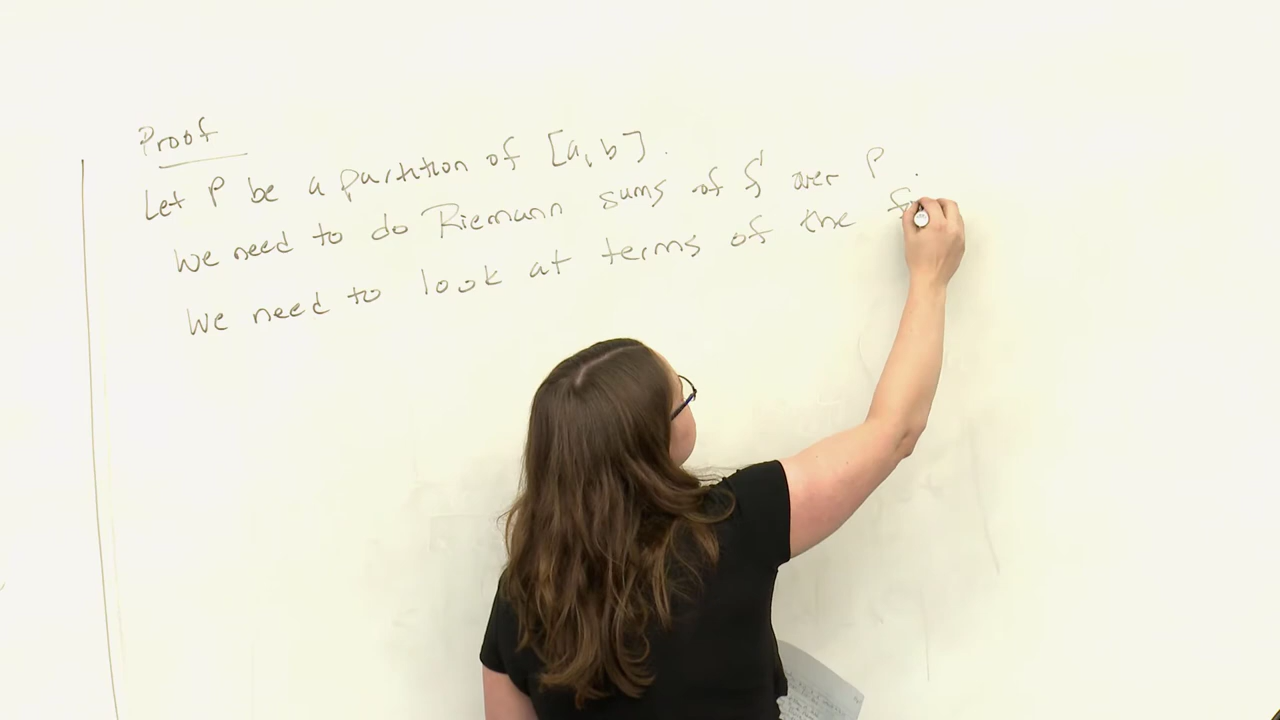 Proof
Let P be a partition of [a, b].
We need to do Riemann sums of f' over P.
We need to look at terms of the